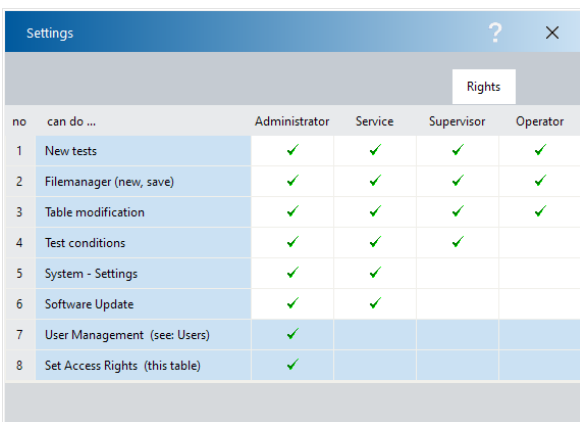 Settings
?
Rights
no can do ... Administrator Service Supervisor Operator
1 New tests ✓ ✓ ✓ ✓
2 Filemanager (new, save) ✓ ✓ ✓ ✓
3 Table modification ✓ ✓ ✓ ✓
4 Test conditions ✓ ✓ ✓
5 System - Settings ✓ ✓
6 Software Update ✓ ✓
7 User Management (see: Users) ✓
8 Set Access Rights (this table) ✓